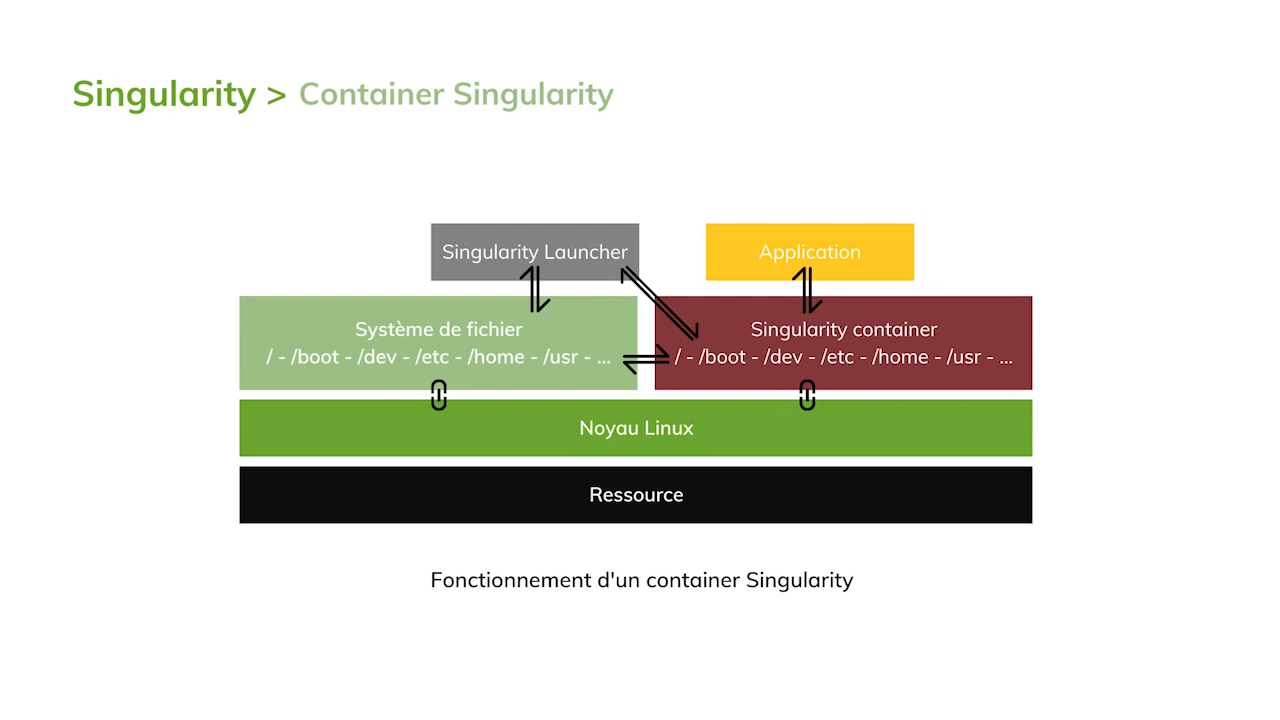 Singularity > Container Singularity
Singularity Launcher
Application
Système de fichier
/ - /boot - /dev - /etc - /home - /usr - ...
Singularity container
/ - /boot - /dev - /etc - /home - /usr - ...
Noyau Linux
Ressource
Fonctionnement d'un container Singularity